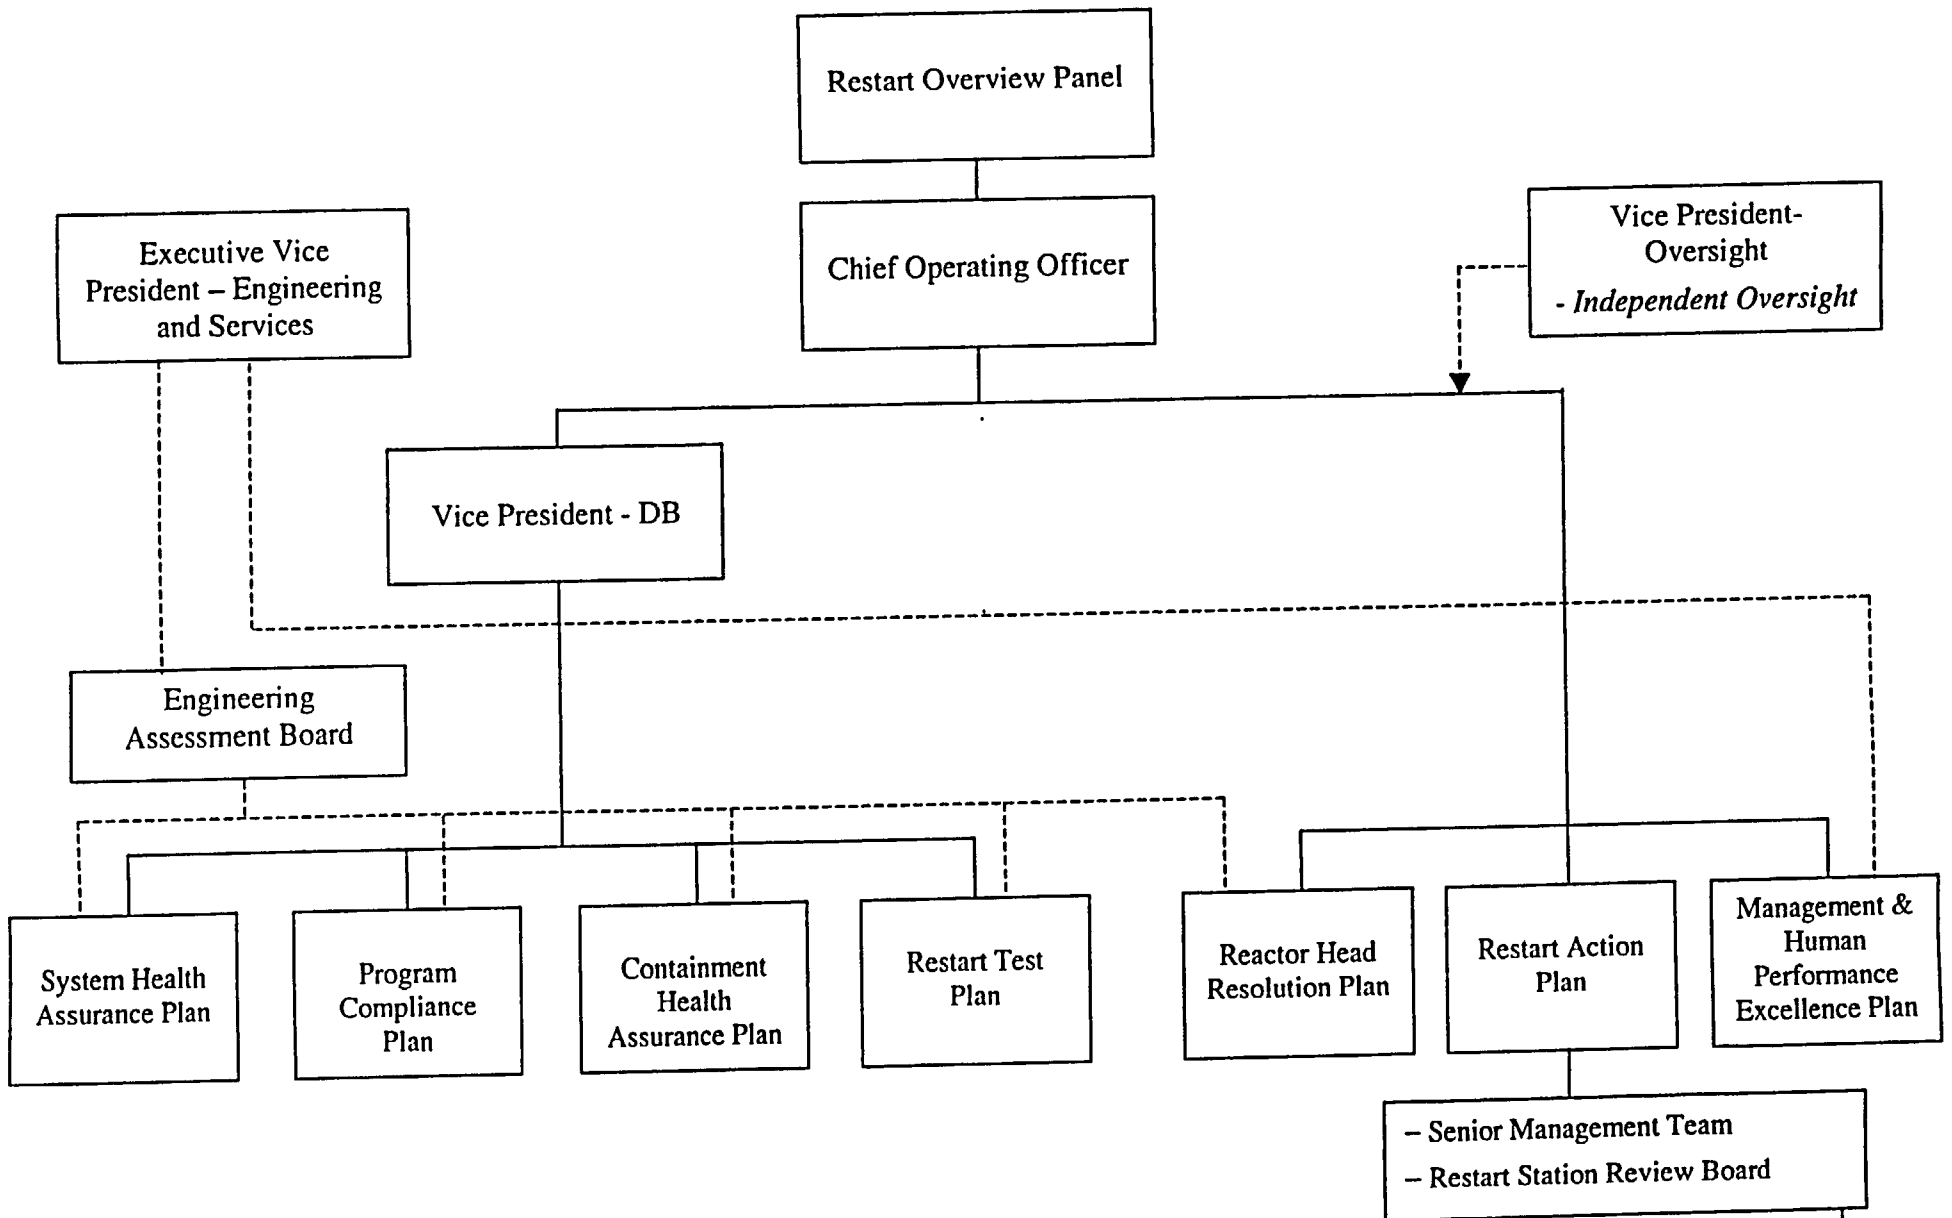 Restart Overview Panel
Chief Operating Officer
Executive Vice
President – Engineering
and Services
Vice President-
Oversight
- Independent Oversight
Vice President - DB
Engineering
Assessment Board
System Health
Assurance Plan
Program
Compliance
Plan
Containment
Health
Assurance Plan
Restart Test
Plan
Reactor Head
Resolution Plan
Restart Action
Plan
Management &
Human
Performance
Excellence Plan
– Senior Management Team
– Restart Station Review Board